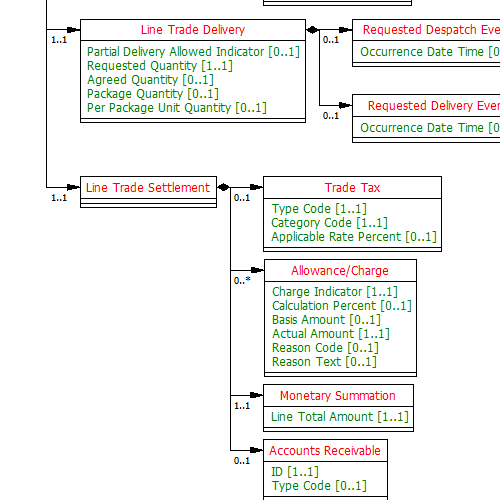 Line Trade Delivery
Partial Delivery Allowed Indicator [0..1]
Requested Quantity [1..1]
Agreed Quantity [0..1]
Package Quantity [0..1]
Per Package Unit Quantity [0..1]
1..1
0..1
Requested Despatch Eve
Occurrence Date Time [0
0..1
Requested Delivery Ever
Occurrence Date Time [0
1..1
Line Trade Settlement
0..1
Trade Tax
Type Code [1..1]
Category Code [1..1]
Applicable Rate Percent [0..1]
0..*
Allowance/Charge
Charge Indicator [1..1]
Calculation Percent [0..1]
Basis Amount [0..1]
Actual Amount [1..1]
Reason Code [0..1]
Reason Text [0..1]
1..1
Monetary Summation
Line Total Amount [1..1]
0..1
Accounts Receivable
ID [1..1]
Type Code [0..1]